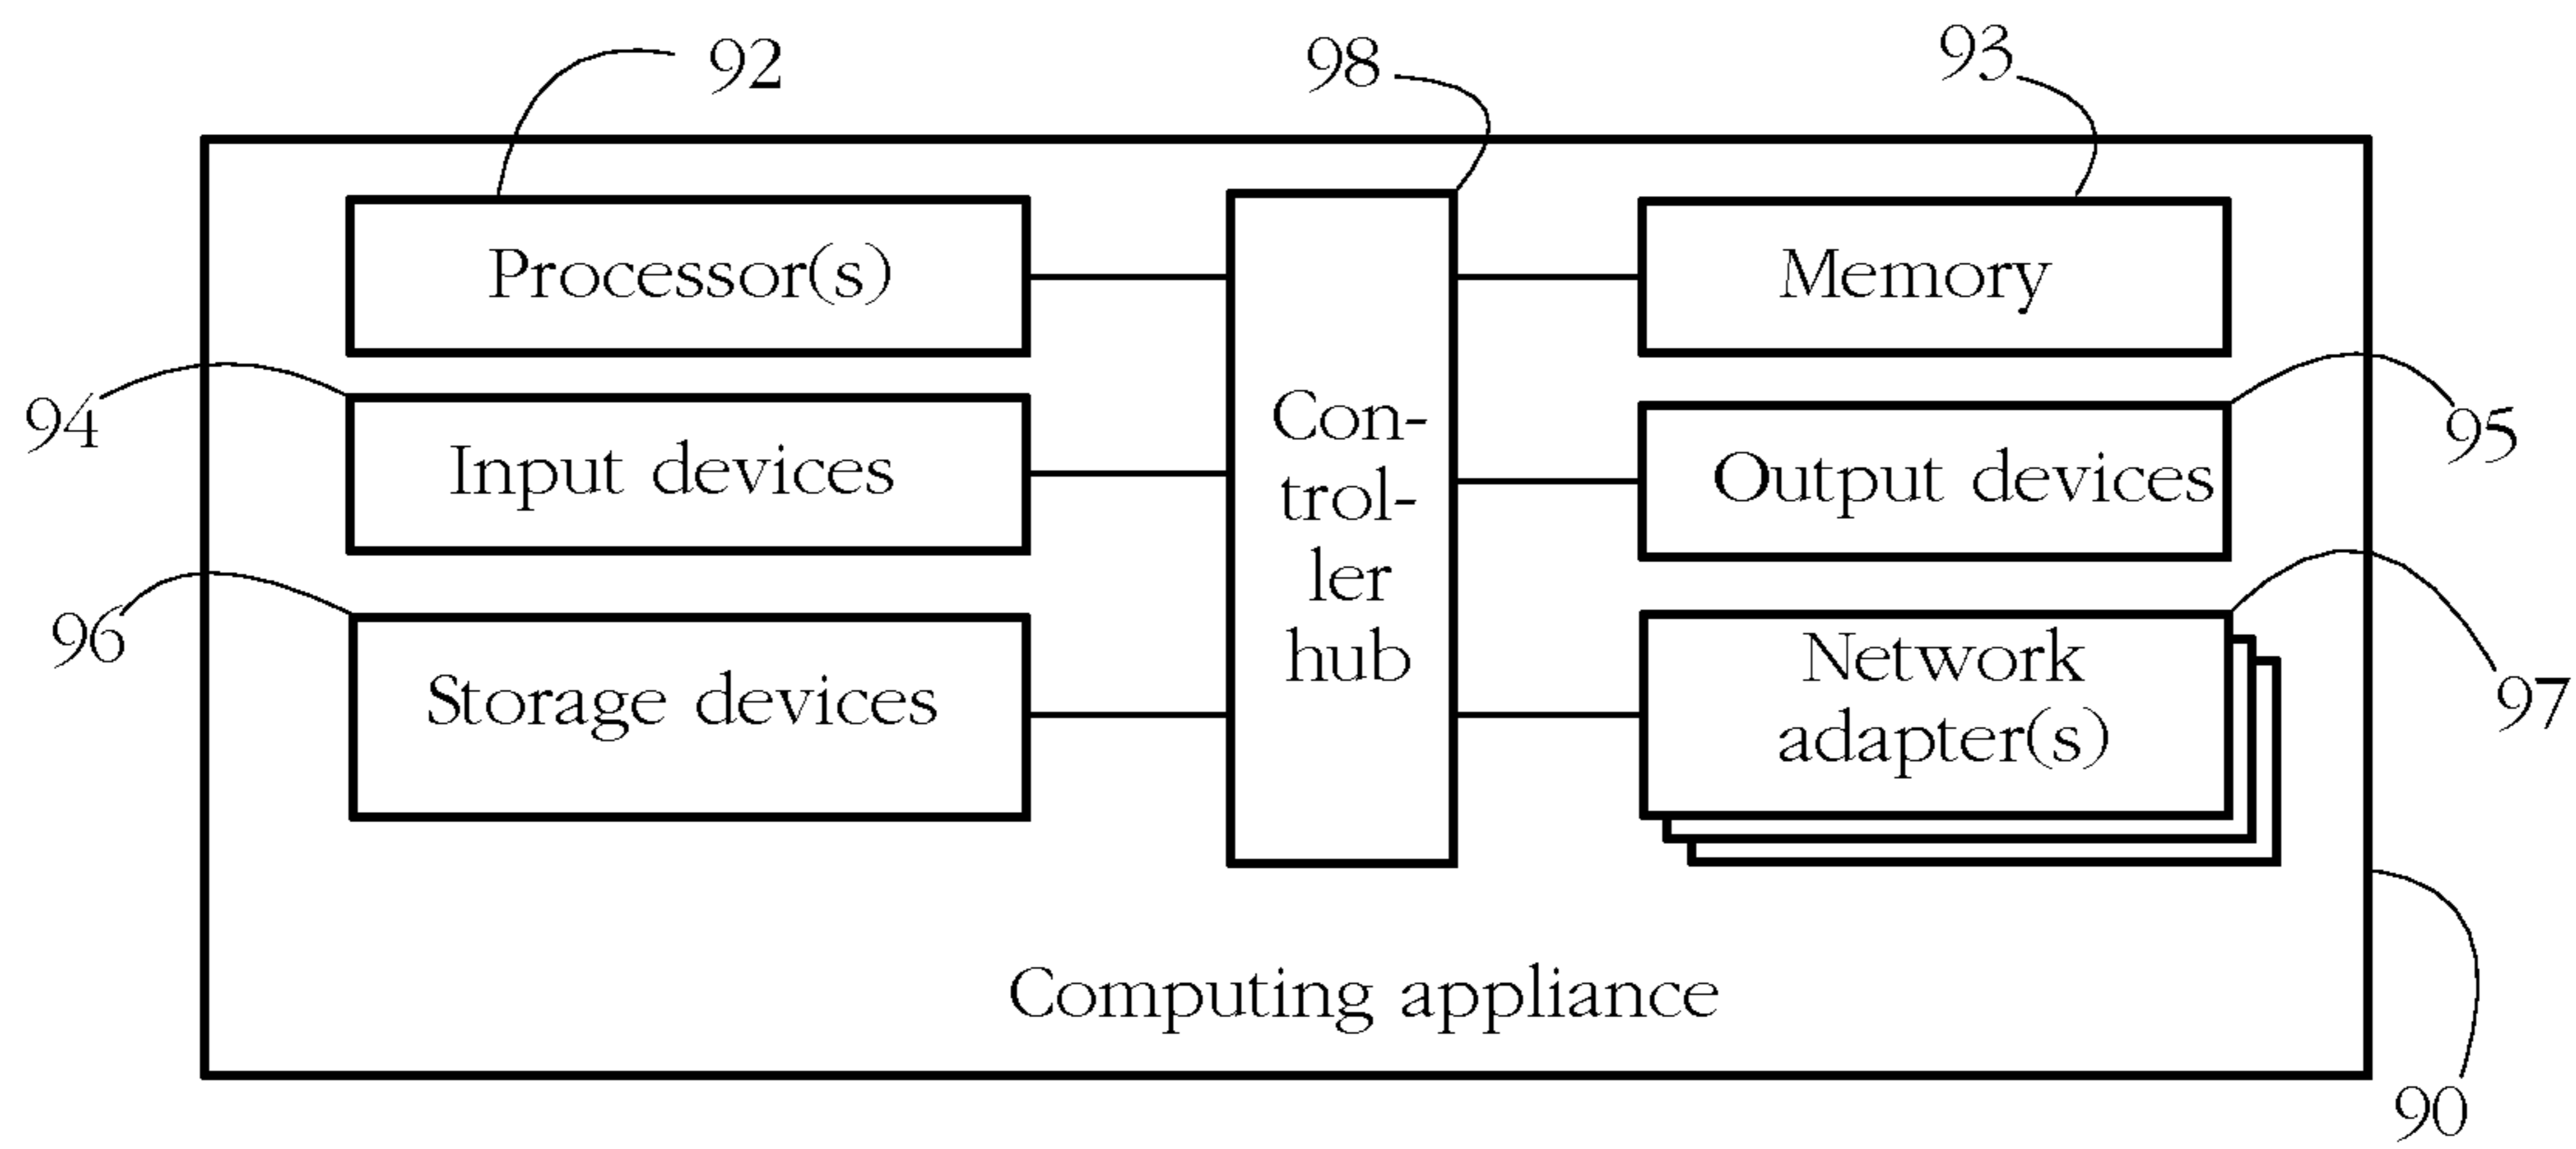 92
98
93
Processor(s)
Memory
94
Input devices
Con-
trol-
ler
hub
Output devices
95
96
Storage devices
Network
adapter(s)
97
Computing appliance
90